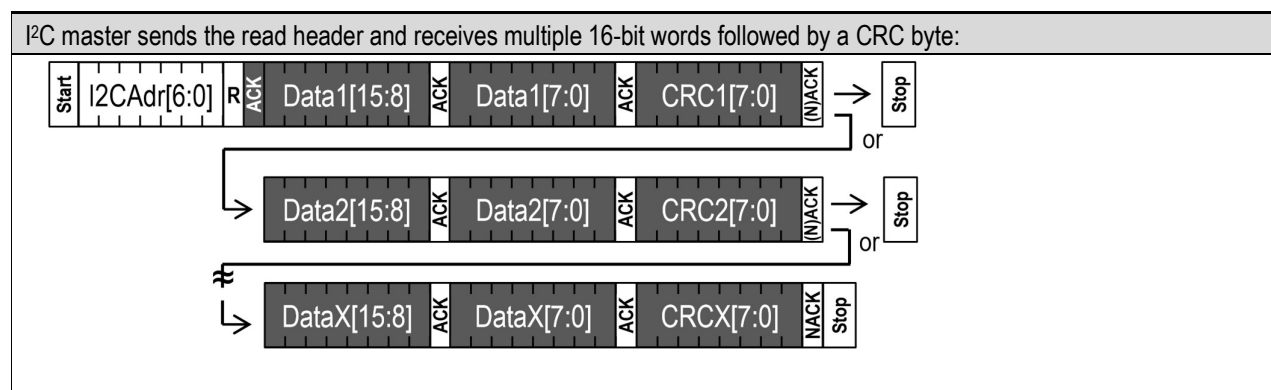 I²C master sends the read header and receives multiple 16-bit words followed by a CRC byte:
Start I2CAdr[6:0] R ACK Data1[15:8] ACK Data1[7:0] ACK CRC1[7:0] (N)ACK Stop
or
Data2[15:8] ACK Data2[7:0] ACK CRC2[7:0] (N)ACK Stop
or
DataX[15:8] ACK DataX[7:0] ACK CRCX[7:0] NACK Stop